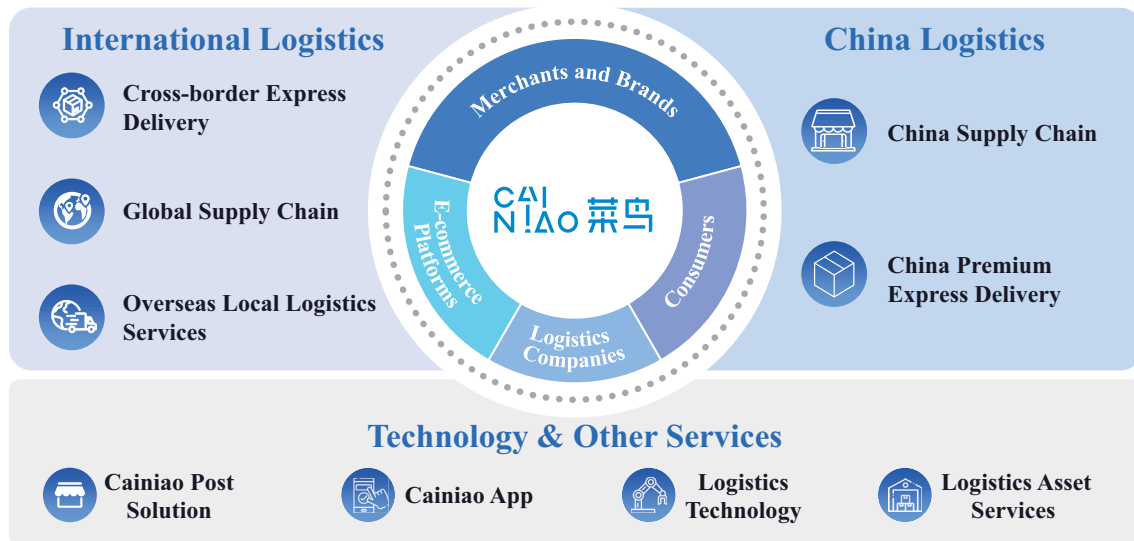 International Logistics
Cross-border Express
Delivery
Global Supply Chain
Overseas Local Logistics
Services
Merchants and Brands
E-commerce
Platforms
CAI
NIAO 菜鸟
Consumers
Logistics
Companies
China Logistics
China Supply Chain
China Premium
Express Delivery
Technology & Other Services
Cainiao Post
Solution
Cainiao App
Logistics
Technology
Logistics Asset
Services